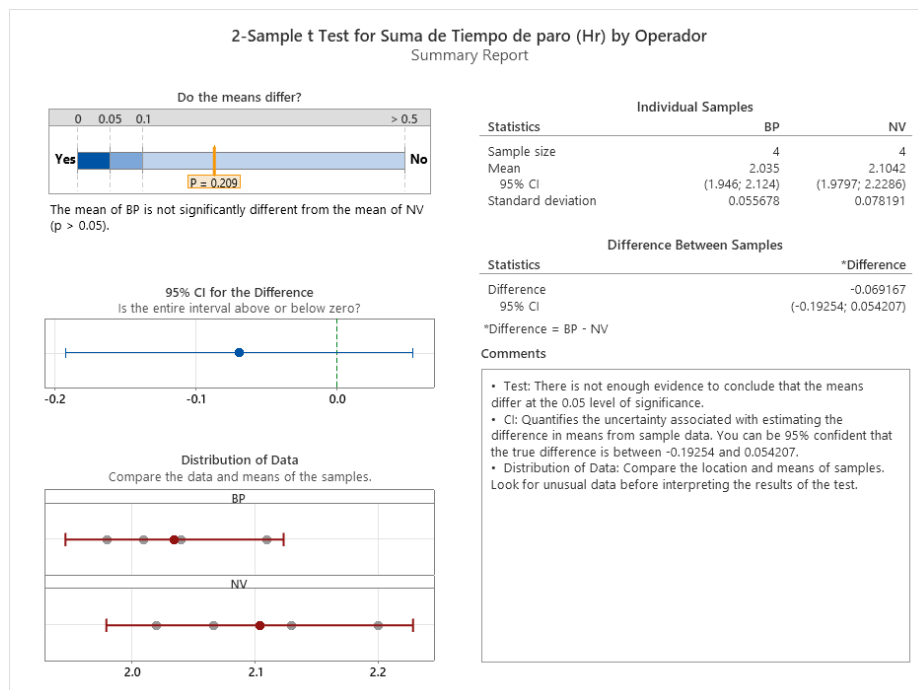 2-Sample t Test for Suma de Tiempo de paro (Hr) by Operador
Summary Report
Do the means differ?
0 0.05 0.1 > 0.5
Yes No
P = 0.209
The mean of BP is not significantly different from the mean of NV
(p > 0.05).
95% CI for the Difference
Is the entire interval above or below zero?
-0.2 -0.1 0.0
Distribution of Data
Compare the data and means of the samples.
BP
NV
2.0 2.1 2.2
Individual Samples
Statistics BP NV
Sample size 4 4
Mean 2.035 2.1042
95% CI (1.946; 2.124) (1.9797; 2.2286)
Standard deviation 0.055678 0.078191
Difference Between Samples
Statistics *Difference
Difference -0.069167
95% CI (-0.19254; 0.054207)
*Difference = BP - NV
Comments
• Test: There is not enough evidence to conclude that the means
differ at the 0.05 level of significance.
• CI: Quantifies the uncertainty associated with estimating the
difference in means from sample data. You can be 95% confident that
the true difference is between -0.19254 and 0.054207.
• Distribution of Data: Compare the location and means of samples.
Look for unusual data before interpreting the results of the test.